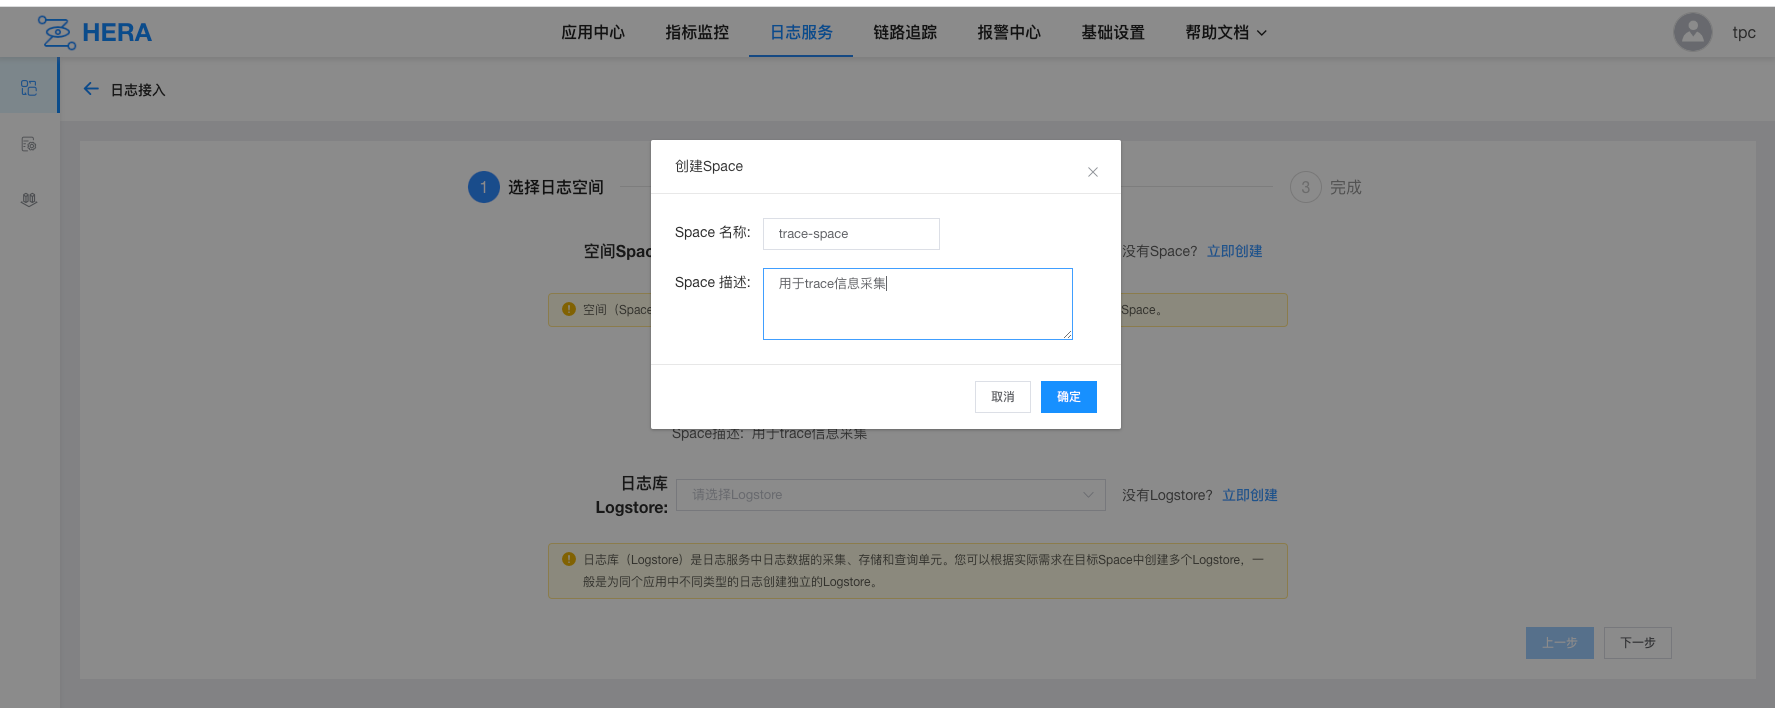 HERA
应用中心
指标监控
日志服务
链路追踪
报警中心
基础设置
帮助文档
tpc
日志接入
创建Space
1 选择日志空间
3 完成
Space 名称:
trace-space
空间Spac
没有Space? 立即创建
Space 描述:
用于trace信息采集
空间（Space
Space。
取消
确定
Space描述: 用于trace信息采集
日志库
Logstore:
请选择Logstore
没有Logstore? 立即创建
日志库（Logstore）是日志服务中日志数据的采集、存储和查询单元。您可以根据实际需求在目标Space中创建多个Logstore，一
般是为同个应用中不同类型的日志创建独立的Logstore。
上一步
下一步